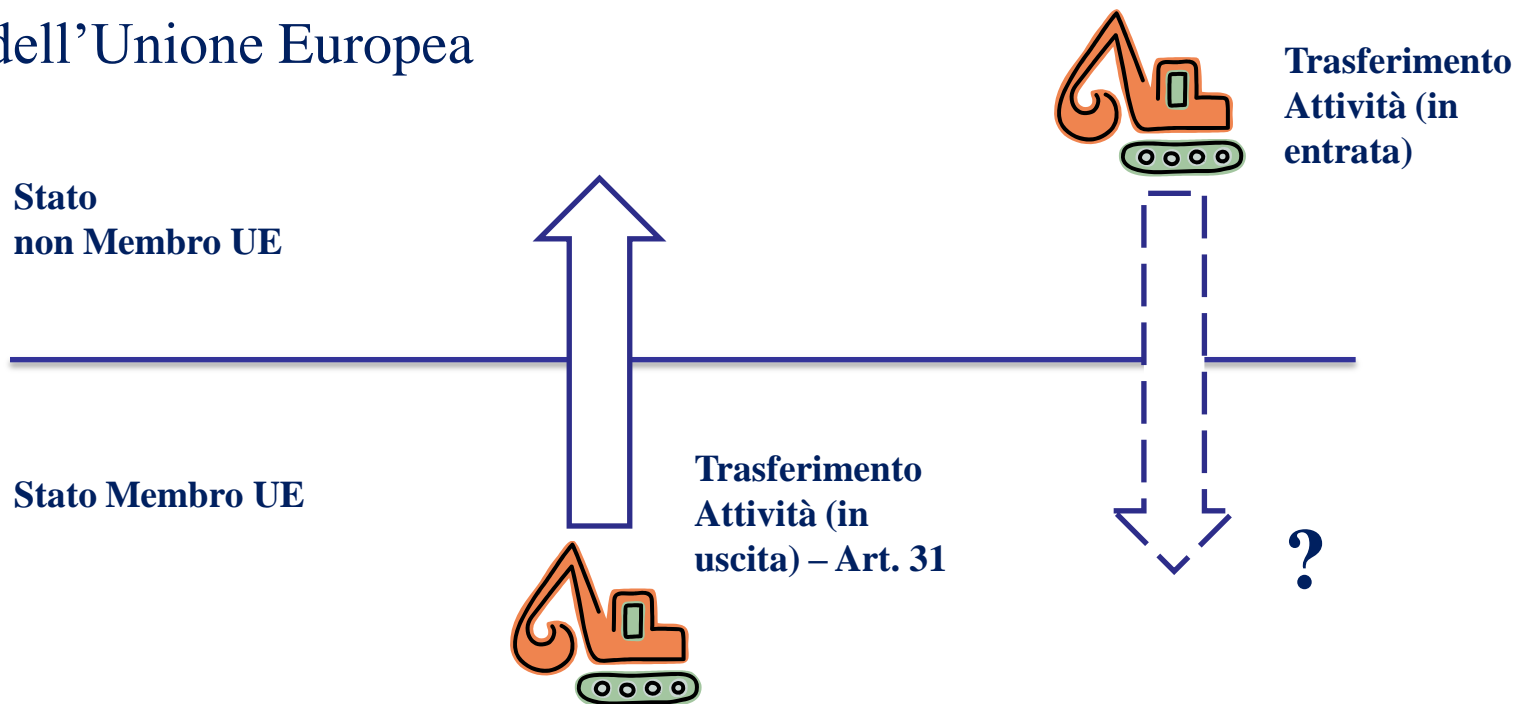 dell’Unione Europea
Trasferimento
Attività (in
entrata)
Stato
non Membro UE
Stato Membro UE
Trasferimento
Attività (in
uscita) – Art. 31
?